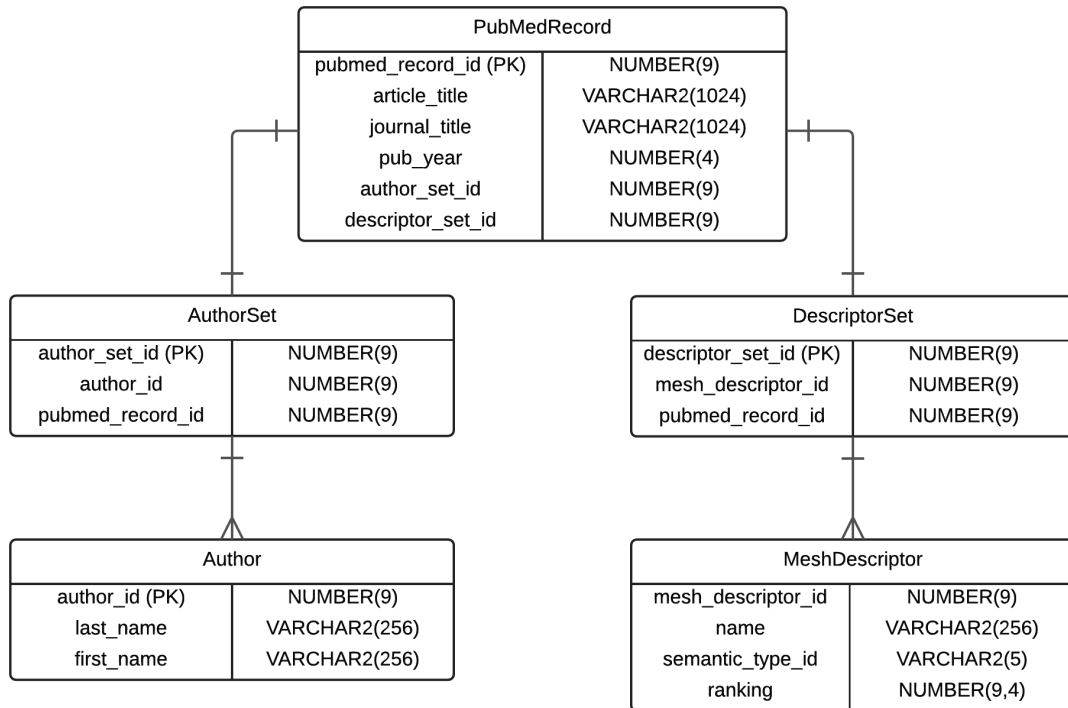 PubMedRecord
pubmed_record_id (PK) NUMBER(9)
article_title VARCHAR2(1024)
journal_title VARCHAR2(1024)
pub_year NUMBER(4)
author_set_id NUMBER(9)
descriptor_set_id NUMBER(9)
AuthorSet
author_set_id (PK) NUMBER(9)
author_id NUMBER(9)
pubmed_record_id NUMBER(9)
DescriptorSet
descriptor_set_id (PK) NUMBER(9)
mesh_descriptor_id NUMBER(9)
pubmed_record_id NUMBER(9)
Author
author_id (PK) NUMBER(9)
last_name VARCHAR2(256)
first_name VARCHAR2(256)
MeshDescriptor
mesh_descriptor_id NUMBER(9)
name VARCHAR2(256)
semantic_type_id VARCHAR2(5)
ranking NUMBER(9,4)